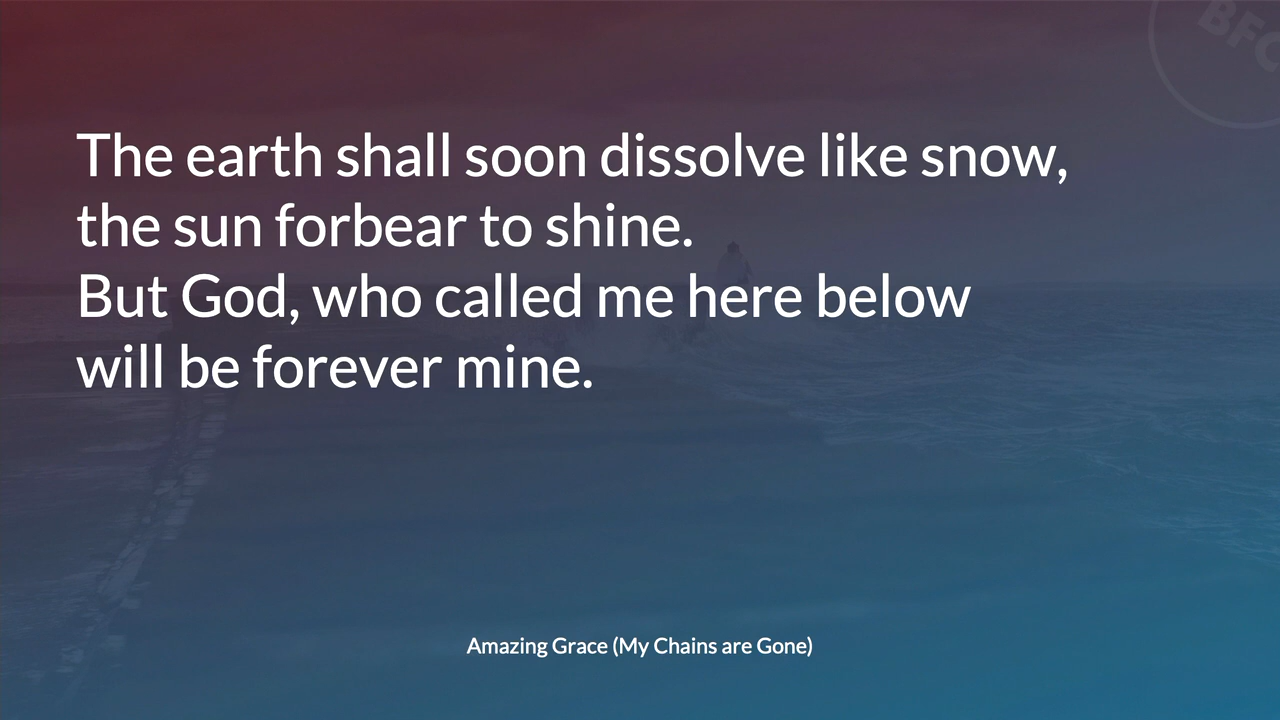 BFC
The earth shall soon dissolve like snow,
the sun forbear to shine.
But God, who called me here below
will be forever mine.
Amazing Grace (My Chains are Gone)